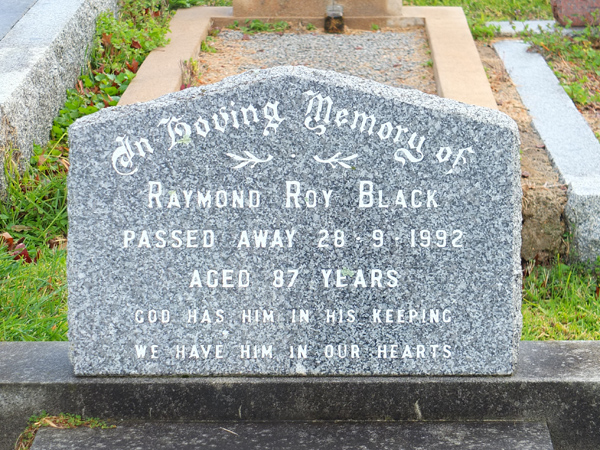 In Loving Memory of
RAYMOND ROY BLACK
PASSED AWAY 28-9-1992
AGED 87 YEARS
GOD HAS HIM IN HIS KEEPING
WE HAVE HIM IN OUR HEARTS